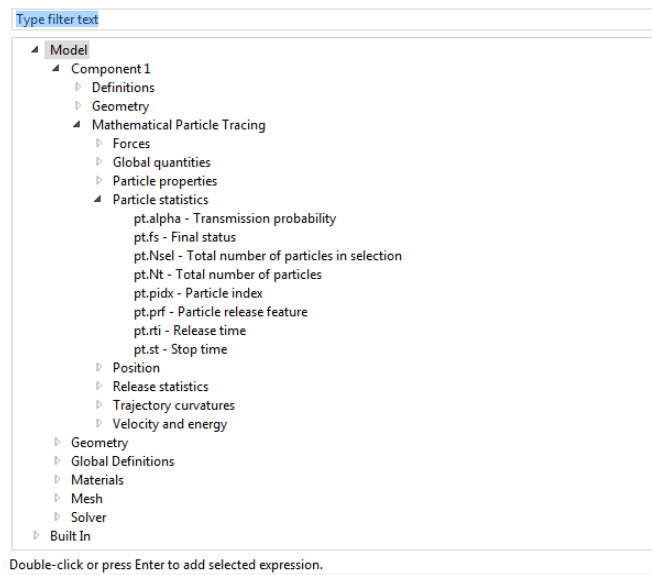 Type filter text
Model
Component 1
Definitions
Geometry
Mathematical Particle Tracing
Forces
Global quantities
Particle properties
Particle statistics
pt.alpha - Transmission probability
pt.fs - Final status
pt.Nsel - Total number of particles in selection
pt.Nt - Total number of particles
pt.pidx - Particle index
pt.prf - Particle release feature
pt.rti - Release time
pt.st - Stop time
Position
Release statistics
Trajectory curvatures
Velocity and energy
Geometry
Global Definitions
Materials
Mesh
Solver
Built In
Double-click or press Enter to add selected expression.